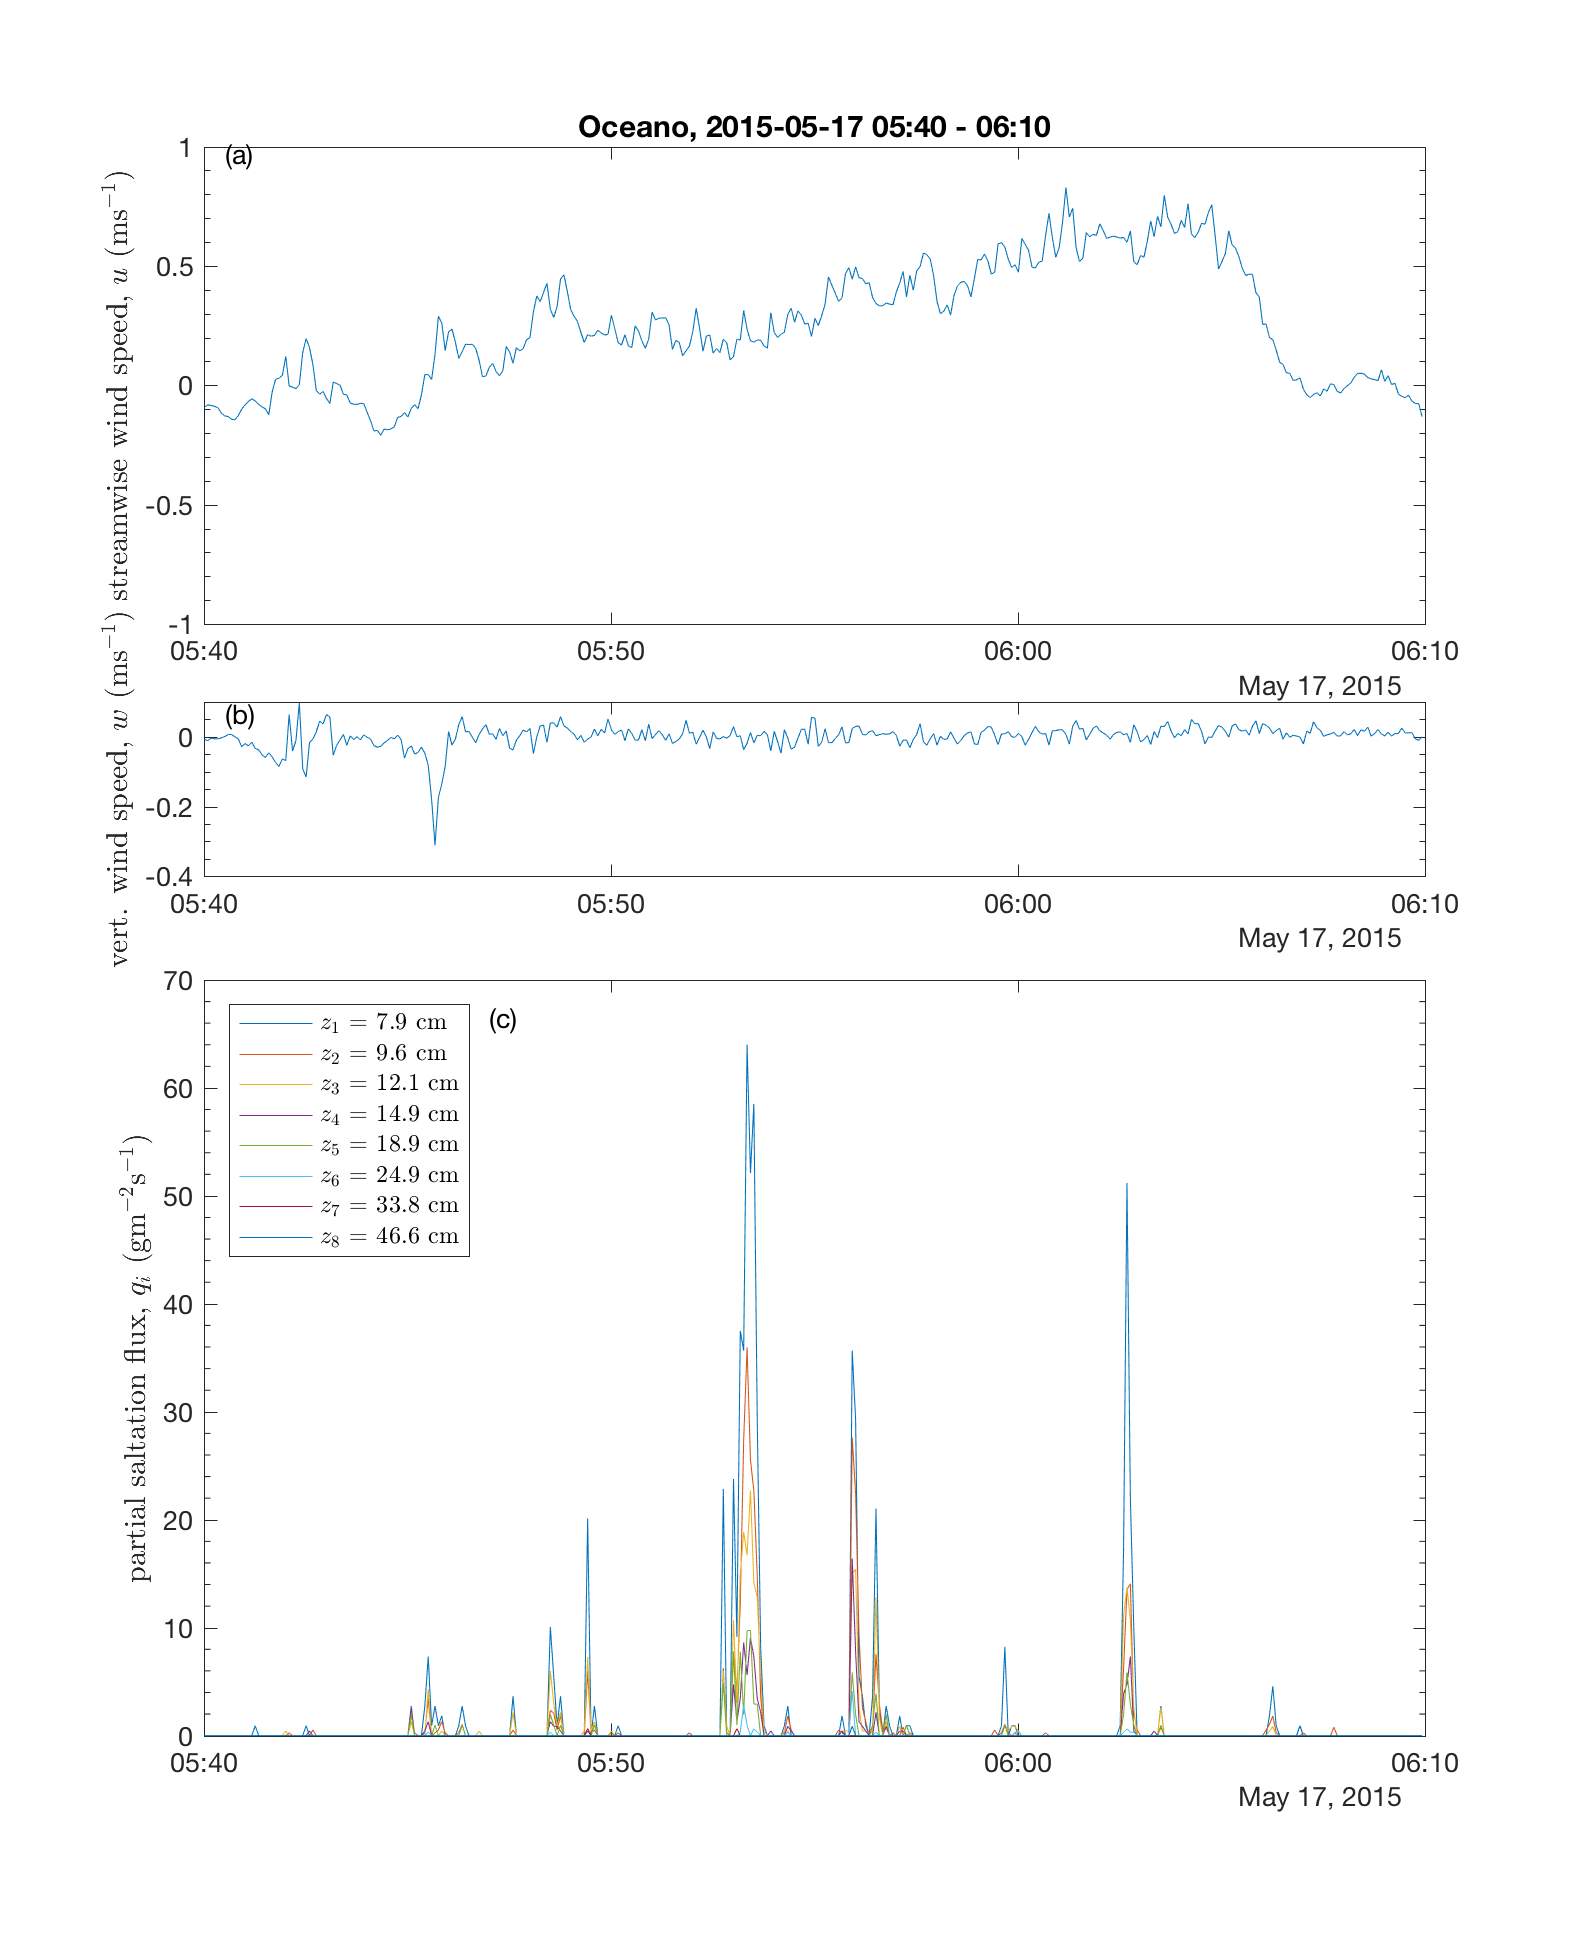 Oceano, 2015-05-17 05:40 - 06:10
(a)
streamwise wind speed, u (ms⁻¹)
1
0.5
0
-0.5
-1
05:40 05:50 06:00 06:10
May 17, 2015
(b)
vert. wind speed, w (ms⁻¹)
0
-0.2
-0.4
05:40 05:50 06:00 06:10
May 17, 2015
(c)
partial saltation flux, qᵢ (gm⁻²s⁻¹)
70
60
50
40
30
20
10
0
z₁ = 7.9 cm
z₂ = 9.6 cm
z₃ = 12.1 cm
z₄ = 14.9 cm
z₅ = 18.9 cm
z₆ = 24.9 cm
z₇ = 33.8 cm
z₈ = 46.6 cm
05:40 05:50 06:00 06:10
May 17, 2015